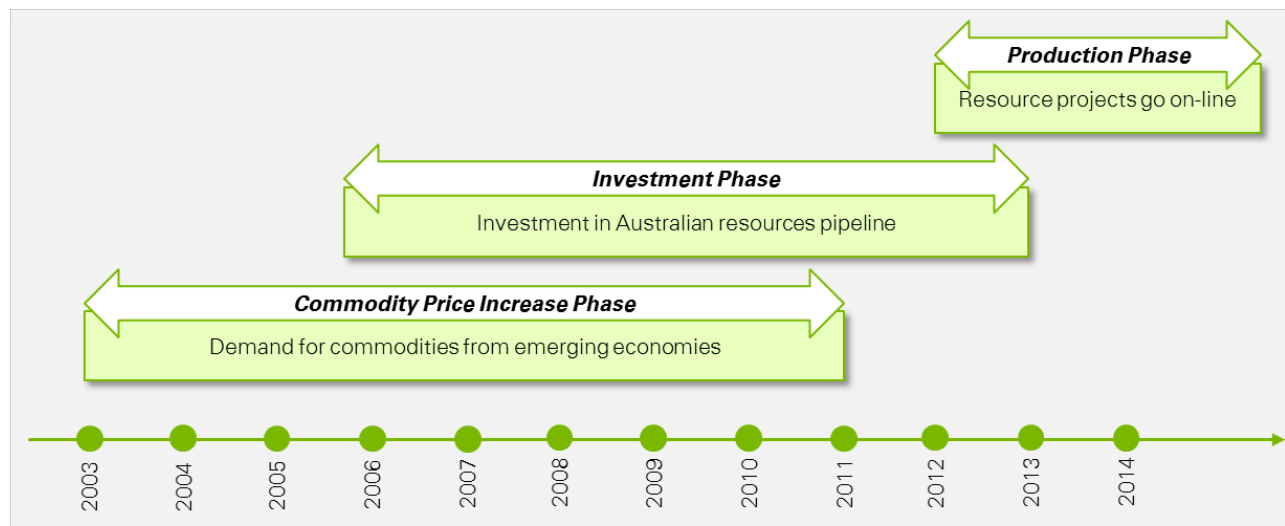 Production Phase
Resource projects go on-line
Investment Phase
Investment in Australian resources pipeline
Commodity Price Increase Phase
Demand for commodities from emerging economies
2003
2004
2005
2006
2007
2008
2009
2010
2011
2012
2013
2014